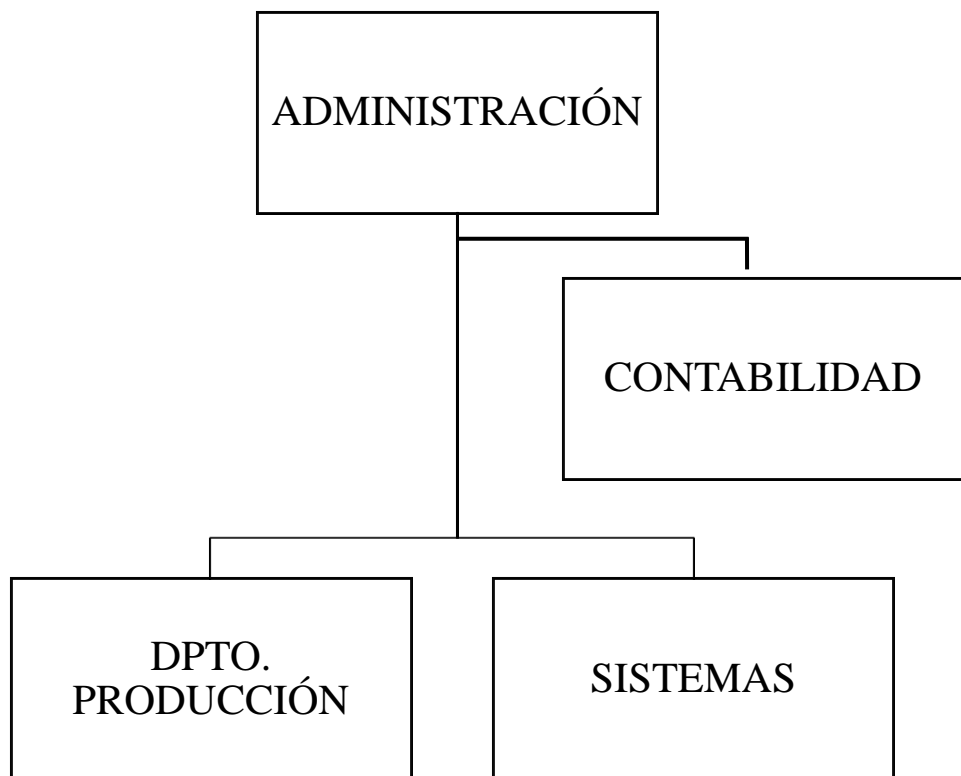 ADMINISTRACIÓN
CONTABILIDAD
DPTO.
PRODUCCIÓN
SISTEMAS